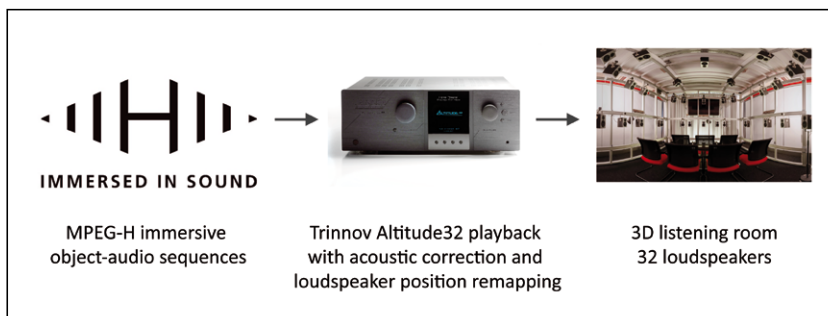 IMMERSED IN SOUND
MPEG-H immersive
object-audio sequences
Trinnov Altitude32 playback
with acoustic correction and
loudspeaker position remapping
3D listening room
32 loudspeakers